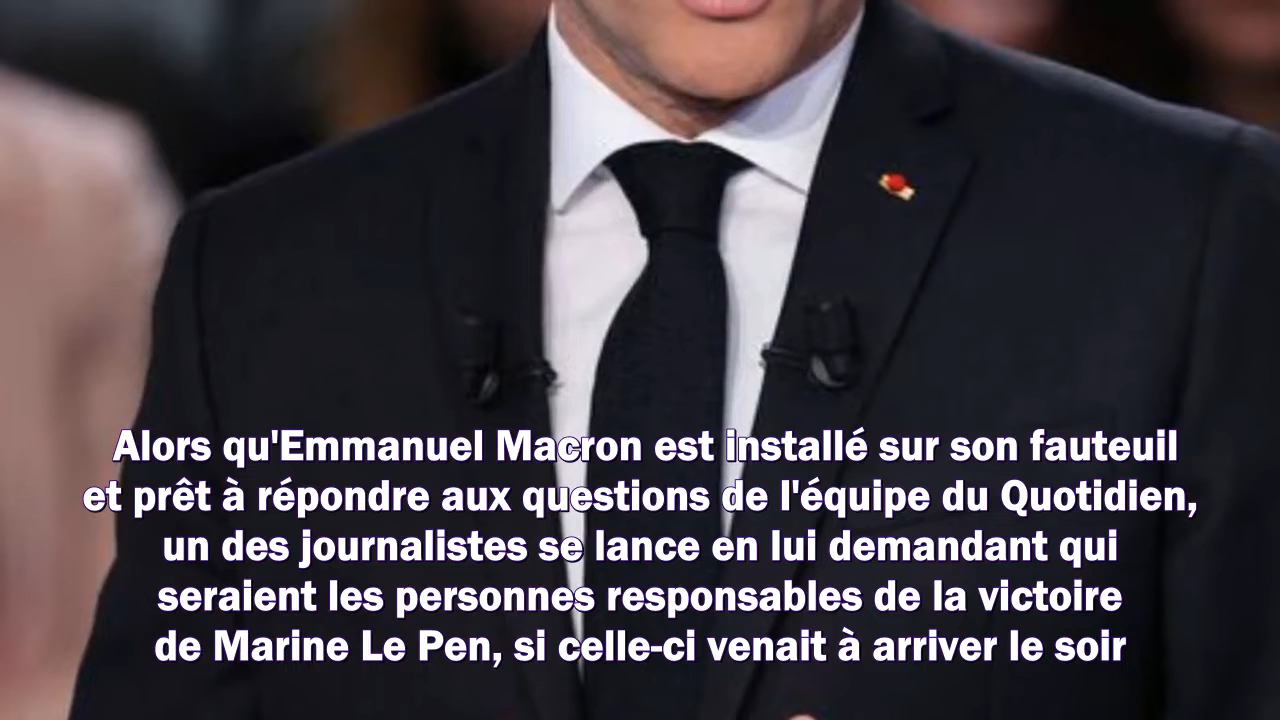 Alors qu'Emmanuel Macron est installé sur son fauteuil
et prêt à répondre aux questions de l'équipe du Quotidien,
un des journalistes se lance en lui demandant qui
seraient les personnes responsables de la victoire
de Marine Le Pen, si celle-ci venait à arriver le soir